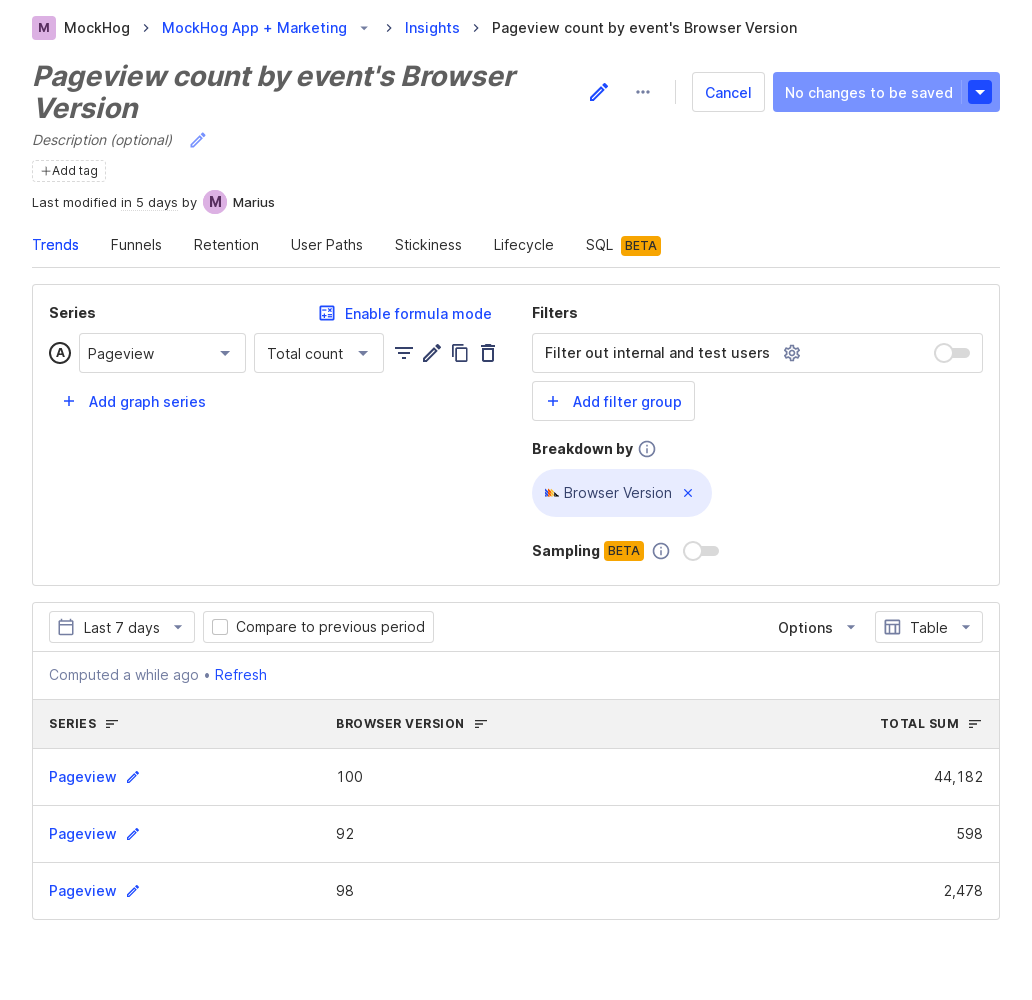 M MockHog MockHog App + Marketing Insights Pageview count by event's Browser Version
Pageview count by event's Browser
Version
Cancel No changes to be saved
Description (optional)
Add tag
Last modified in 5 days by M Marius
Trends Funnels Retention User Paths Stickiness Lifecycle SQL BETA
Series Enable formula mode
A Pageview Total count
Add graph series
Filters
Filter out internal and test users
Add filter group
Breakdown by
Browser Version
Sampling BETA
Last 7 days Compare to previous period Options Table
Computed a while ago • Refresh
SERIES BROWSER VERSION TOTAL SUM
Pageview 100 44,182
Pageview 92 598
Pageview 98 2,478